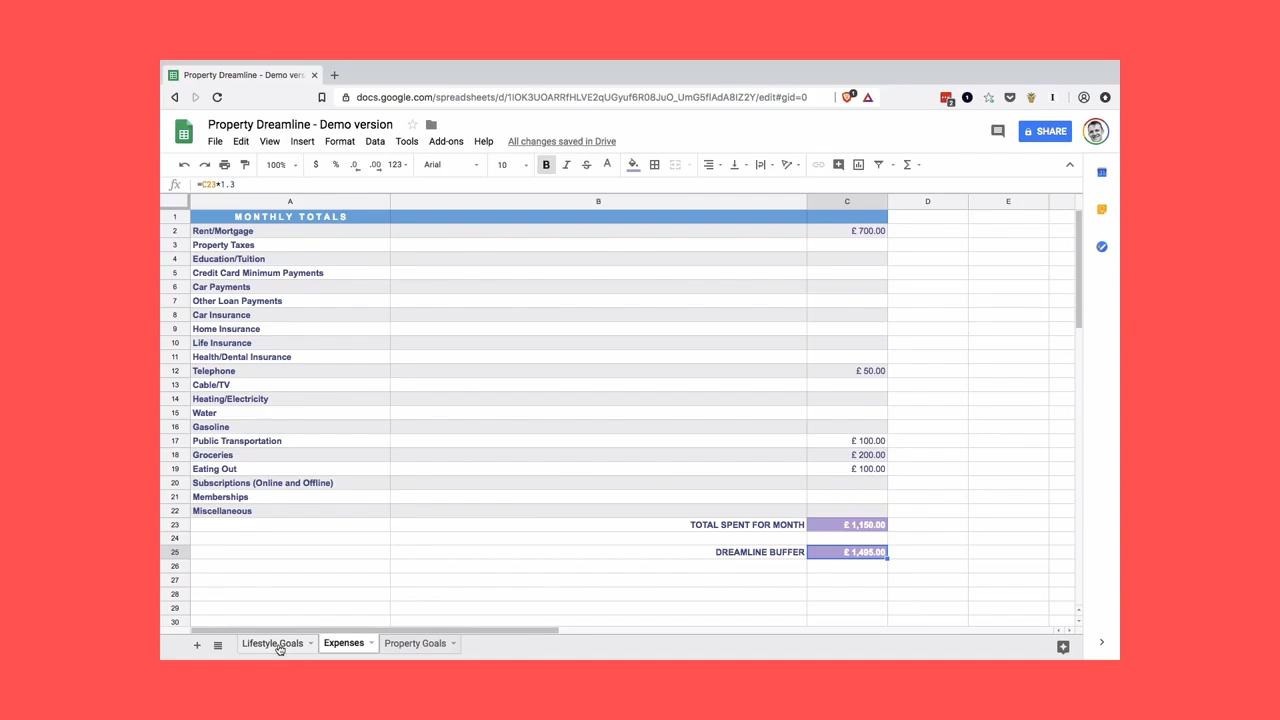 Property Dreamline - Demo vers
docs.google.com/spreadsheets/d/1IOK3UOARRfHLVE2qUGyuf6R08JuO_UmG5flAdA8IZ2Y/edit#gid=0
Property Dreamline - Demo version
File Edit View Insert Format Data Tools Add-ons Help All changes saved in Drive
SHARE
100% $ % .0 .00 123 Arial 10 B I S A
fx =C23*1.3
A B C D E
1 MONTHLY TOTALS
2 Rent/Mortgage £ 700.00
3 Property Taxes
4 Education/Tuition
5 Credit Card Minimum Payments
6 Car Payments
7 Other Loan Payments
8 Car Insurance
9 Home Insurance
10 Life Insurance
11 Health/Dental Insurance
12 Telephone £ 50.00
13 Cable/TV
14 Heating/Electricity
15 Water
16 Gasoline
17 Public Transportation £ 100.00
18 Groceries £ 200.00
19 Eating Out £ 100.00
20 Subscriptions (Online and Offline)
21 Memberships
22 Miscellaneous
23 TOTAL SPENT FOR MONTH £ 1,150.00
24
25 DREAMLINE BUFFER £ 1,495.00
26
27
28
29
30
Lifestyle Goals Expenses Property Goals